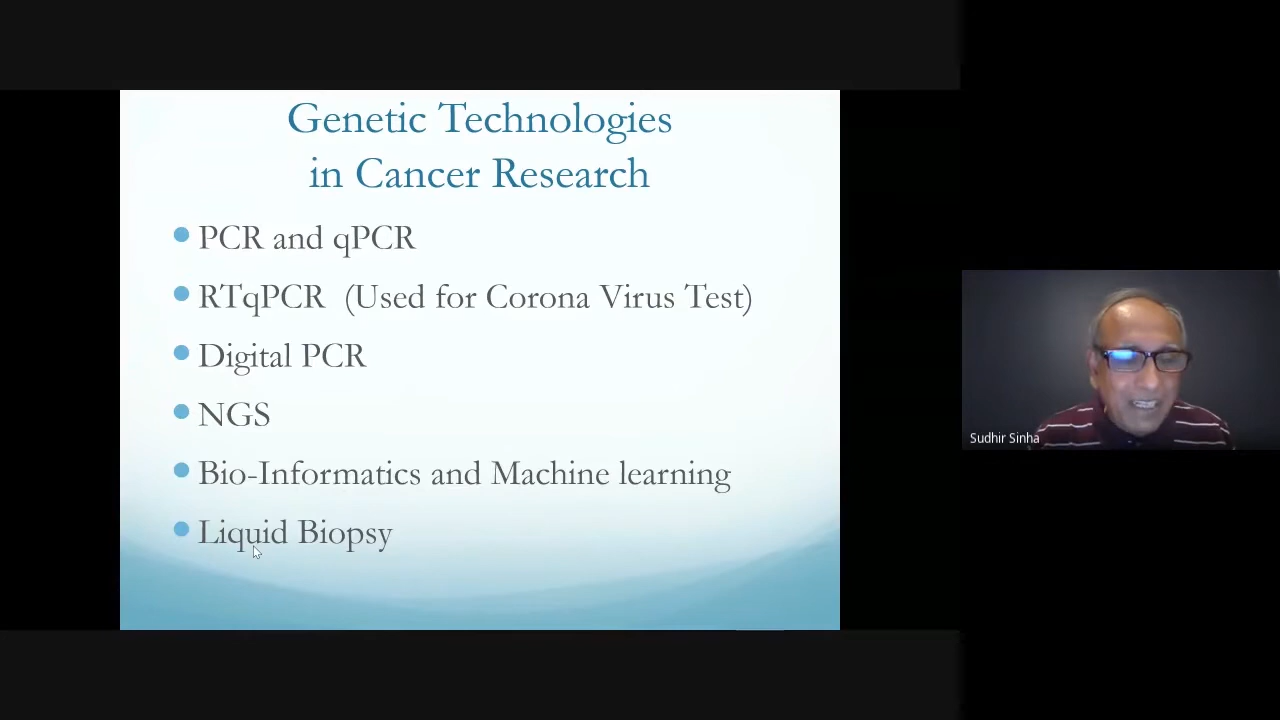 Genetic Technologies
in Cancer Research
PCR and qPCR
RTqPCR (Used for Corona Virus Test)
Digital PCR
NGS
Bio-Informatics and Machine learning
Liquid Biopsy
Sudhir Sinha